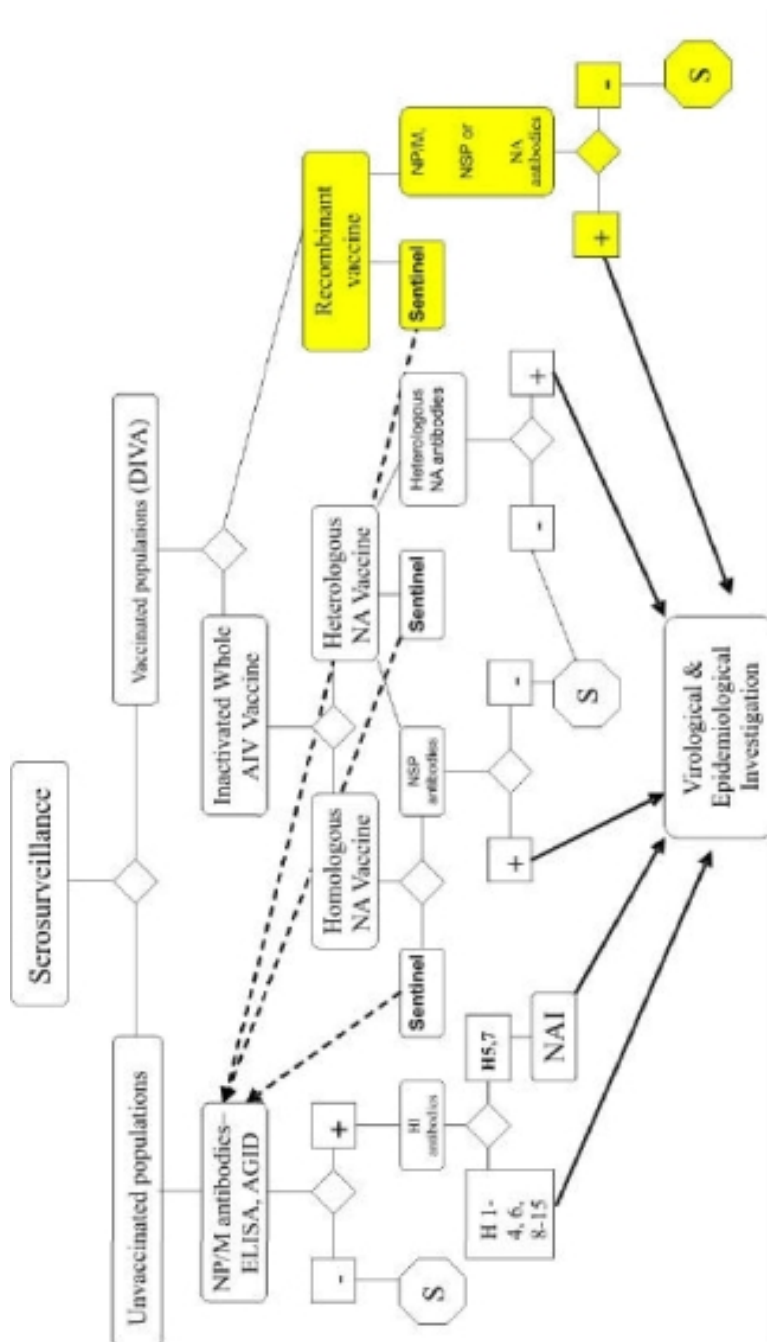 Serosurveillance
Unvaccinated populations
Vaccinated populations (DIVA)
NP/M antibodies–
ELISA, AGID
Inactivated Whole
AIV Vaccine
Recombinant
vaccine
Homologous
NA Vaccine
Heterologous
NA Vaccine
Sentinel
NP/M,
NSP or
NA
antibodies
-
+
S
HI
antibodies
Sentinel
NSP
antibodies
Sentinel
Heterologous
NA antibodies
+
-
S
H 1-
4, 6,
8-15
H5,7
NAI
+
-
S
-
+
Virological &
Epidemiological
Investigation
+
-
S